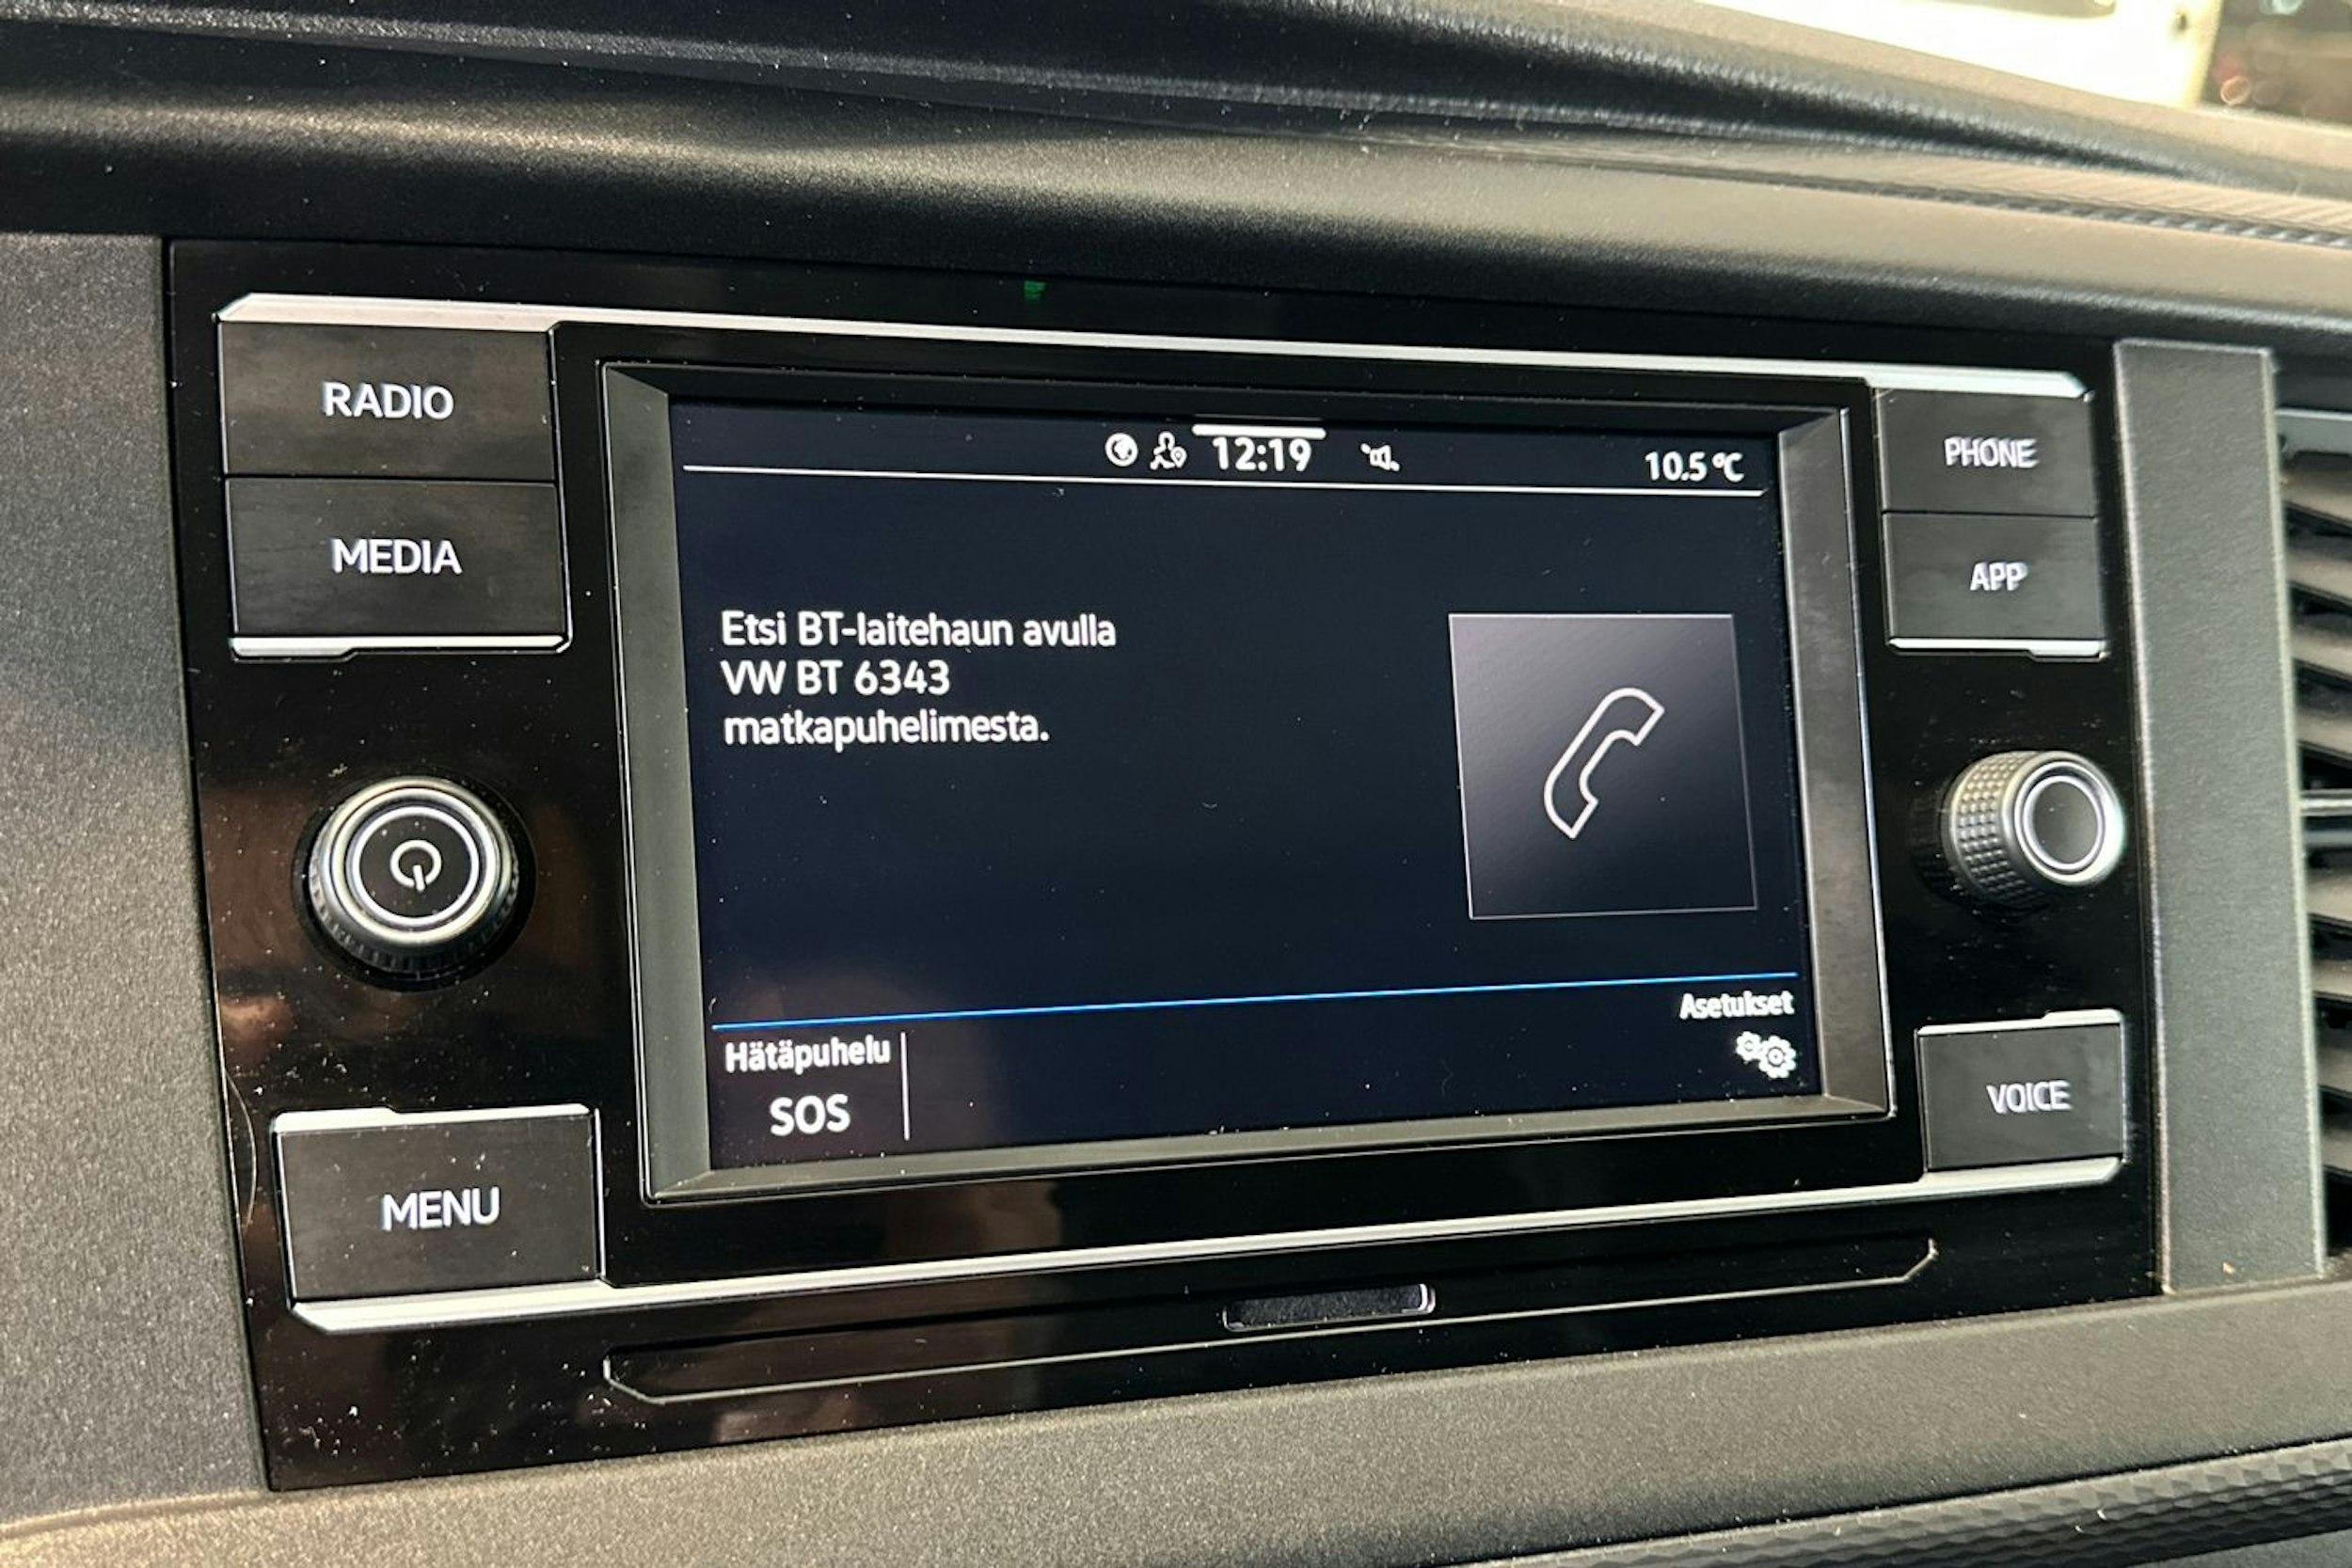 RADIO
MEDIA
MENU
12:19
10.5 °C
Etsi BT-laitehaun avulla
VW BT 6343
matkapuhelimesta.
Hätäpuhelu
SOS
Asetukset
PHONE
APP
VOICE